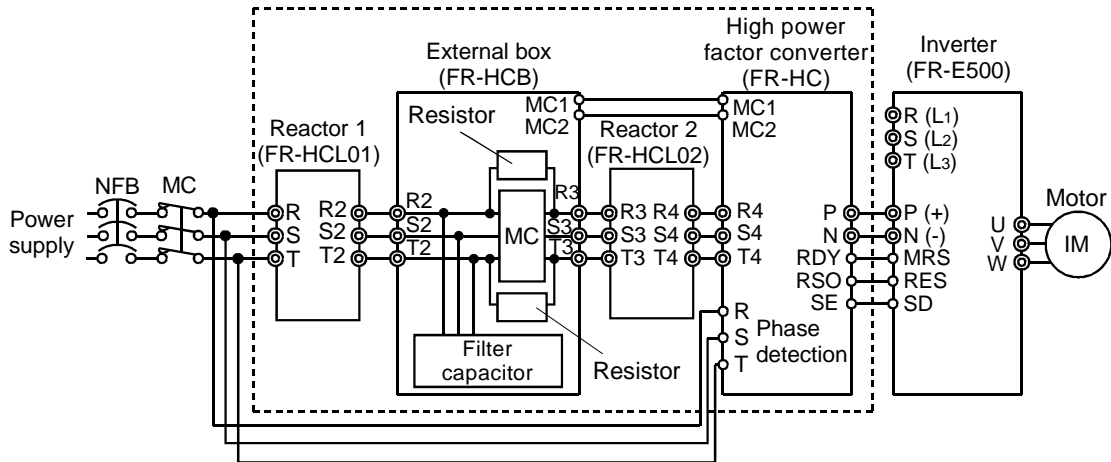 High power
factor converter
(FR-HC)
External box
(FR-HCB)
Inverter
(FR-E500)
MC1
MC2
MC1
MC2
Resistor
Reactor 1
(FR-HCL01)
Reactor 2
(FR-HCL02)
R (L1)
S (L2)
T (L3)
NFB
MC
Power
supply
R
S
T
R2
S2
T2
R2
S2
T2
MC
R3
S3
T3
R3
S3
T3
R4
S4
T4
R4
S4
T4
P
N
RDY
RSO
SE
P (+)
N (-)
MRS
RES
SD
U
V
W
Motor
IM
R
S
T
Phase
detection
Filter
capacitor
Resistor